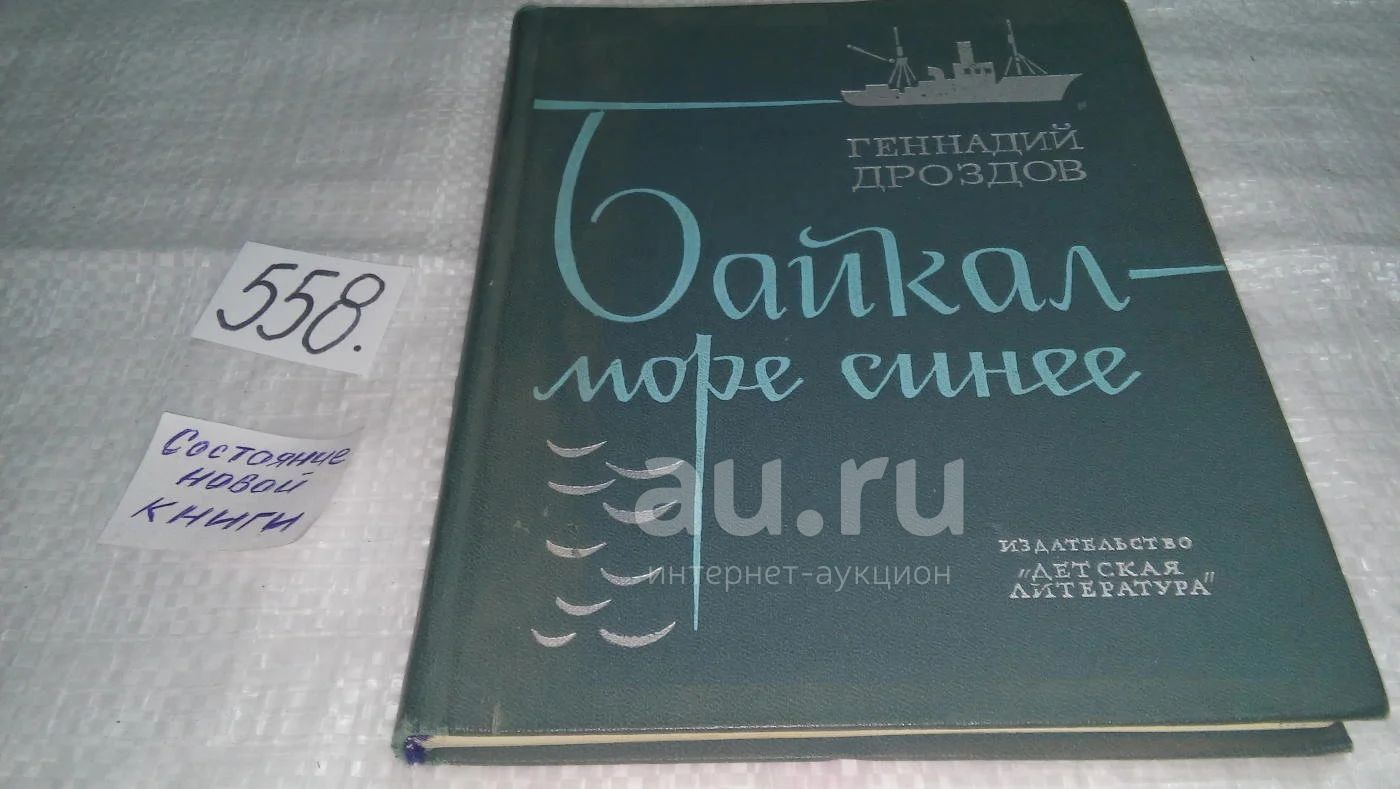 ГЕННАДИЙ
ДРОЗДОВ
Байкал—
море синее
558.
Состояние
новой
книги
au.ru
интернет-аукцион
ИЗДАТЕЛЬСТВО
"ДЕТСКАЯ
ЛИТЕРАТУРА"